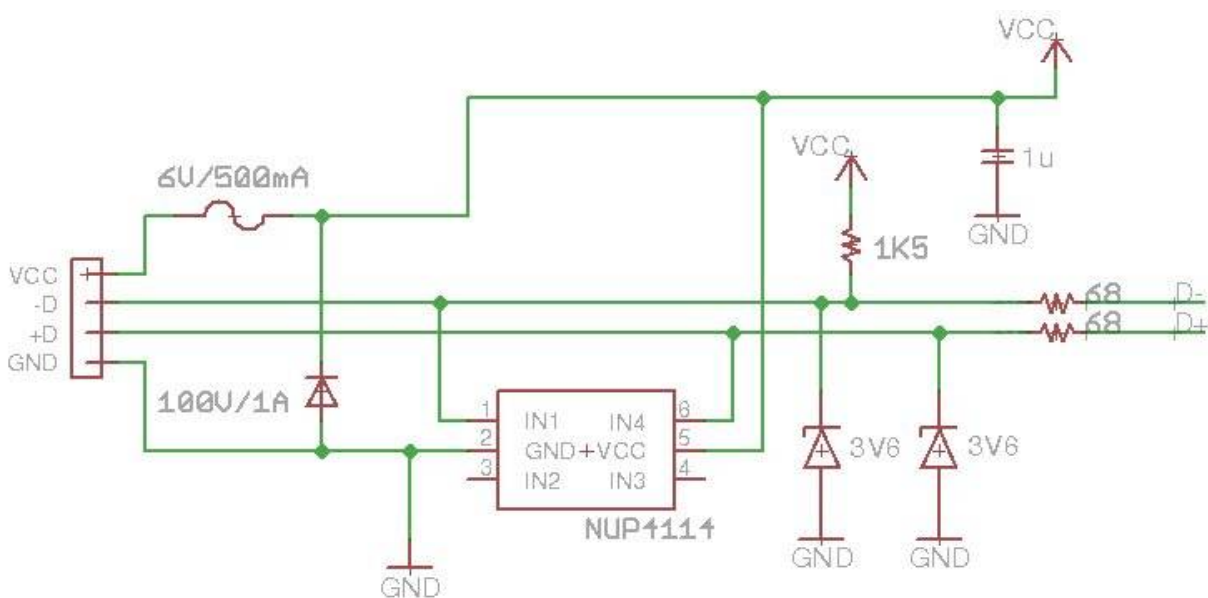 VCC
VCC
6V/500mA
1u
GND
1K5
VCC
-D
+D
GND
68
D-
68
D+
100V/1A
1
IN1
IN4
6
2
GND
VCC
5
3
IN2
IN3
4
3V6
3V6
NUP4114
GND
GND
GND